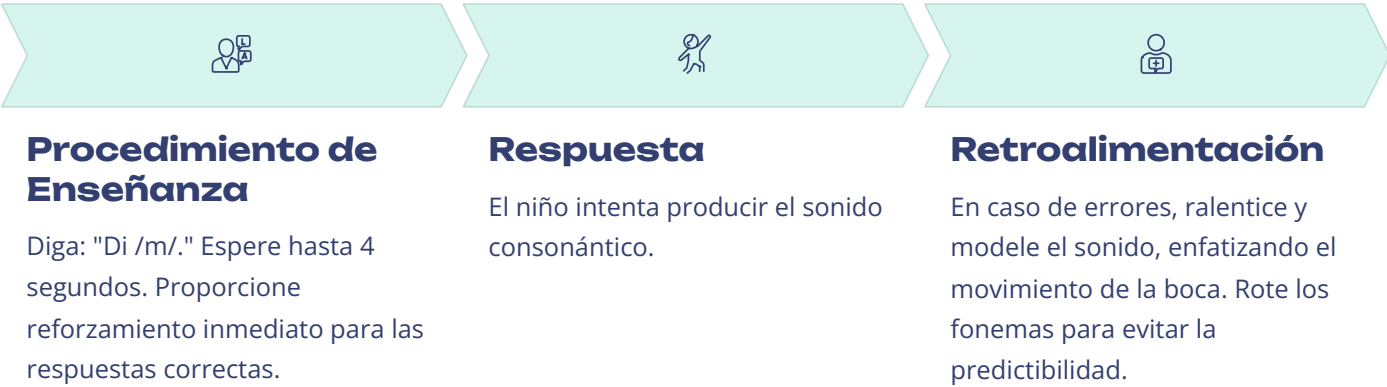 L
A
Procedimiento de
Enseñanza
Diga: "Di /m/." Espere hasta 4
segundos. Proporcione
reforzamiento inmediato para las
respuestas correctas.
Respuesta
El niño intenta producir el sonido
consonántico.
Retroalimentación
En caso de errores, ralentice y
modele el sonido, enfatizando el
movimiento de la boca. Rote los
fonemas para evitar la
predictibilidad.